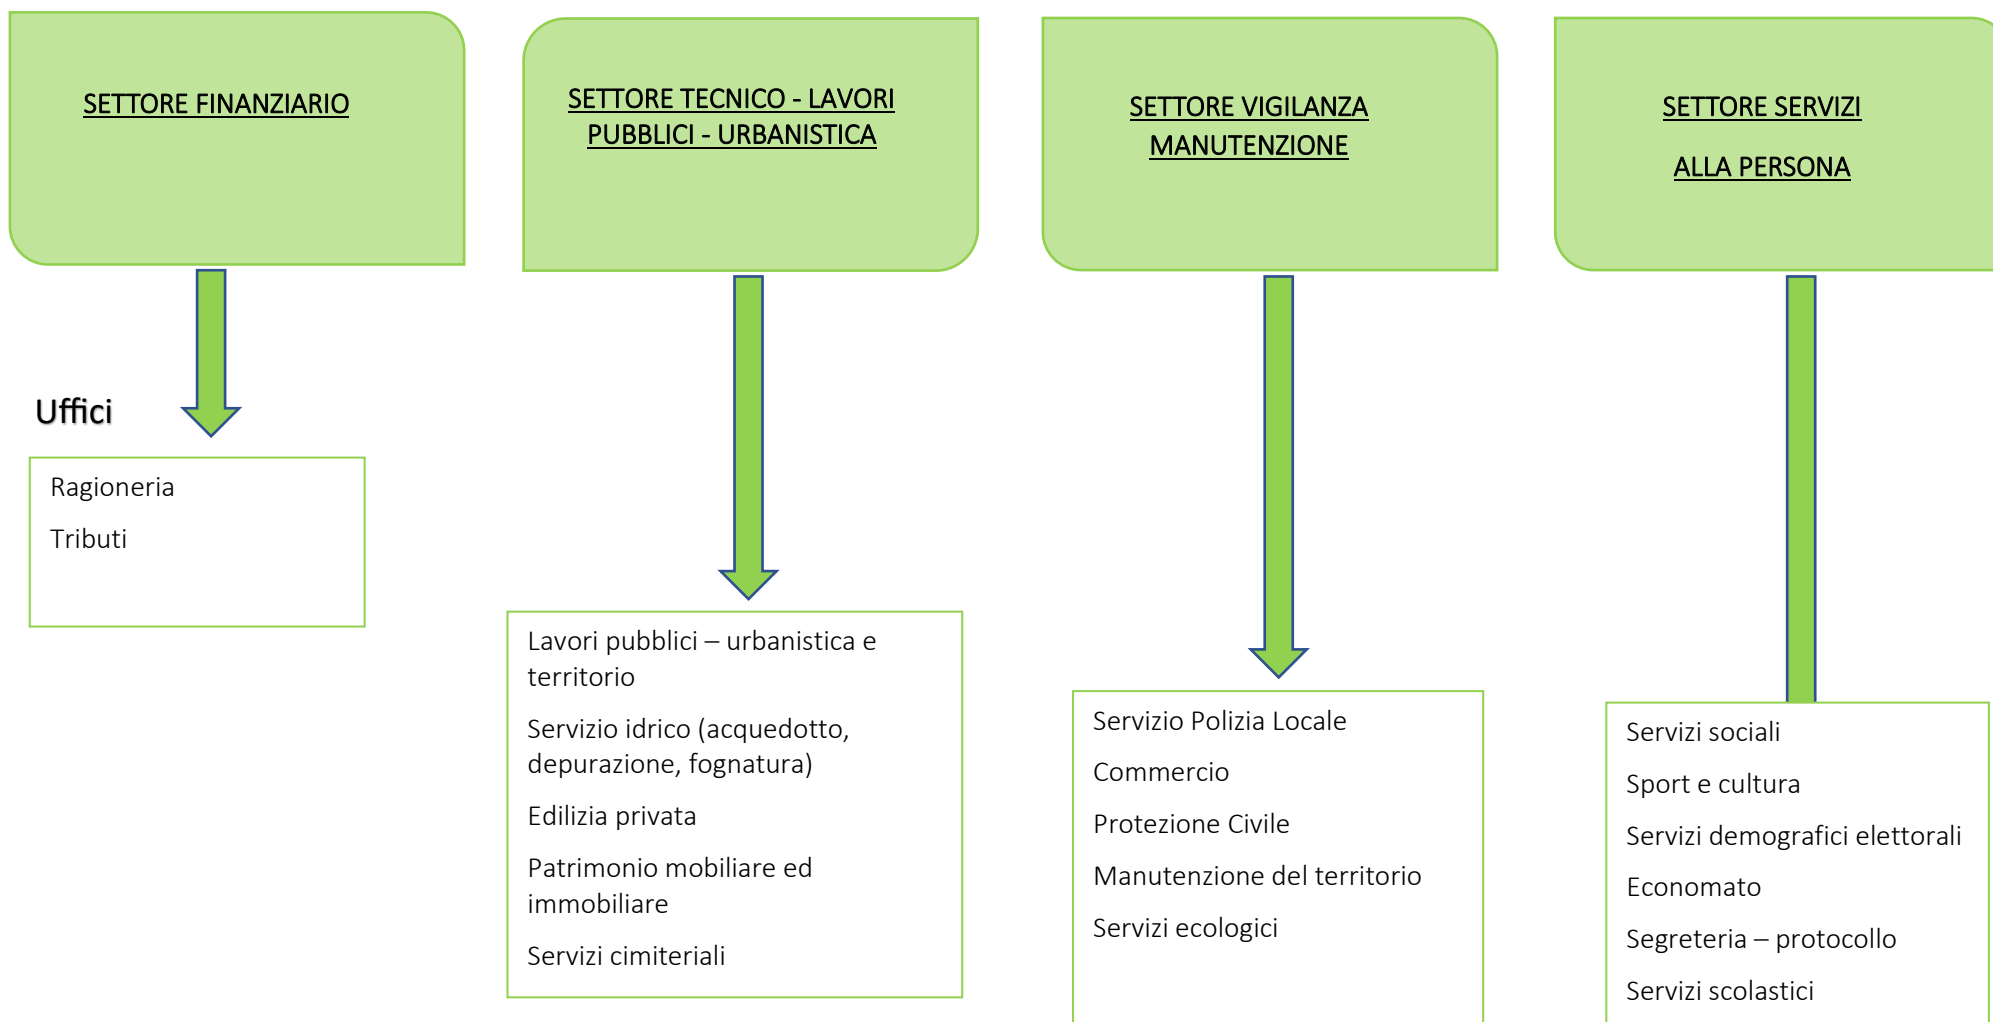 SETTORE FINANZIARIO
SETTORE TECNICO - LAVORI
PUBBLICI - URBANISTICA
SETTORE VIGILANZA
MANUTENZIONE
SETTORE SERVIZI
ALLA PERSONA
Uffici
Ragioneria
Tributi
Lavori pubblici – urbanistica e
territorio
Servizio idrico (acquedotto,
depurazione, fognatura)
Edilizia privata
Patrimonio mobiliare ed
immobiliare
Servizi cimiteriali
Servizio Polizia Locale
Commercio
Protezione Civile
Manutenzione del territorio
Servizi ecologici
Servizi sociali
Sport e cultura
Servizi demografici elettorali
Economato
Segreteria – protocollo
Servizi scolastici